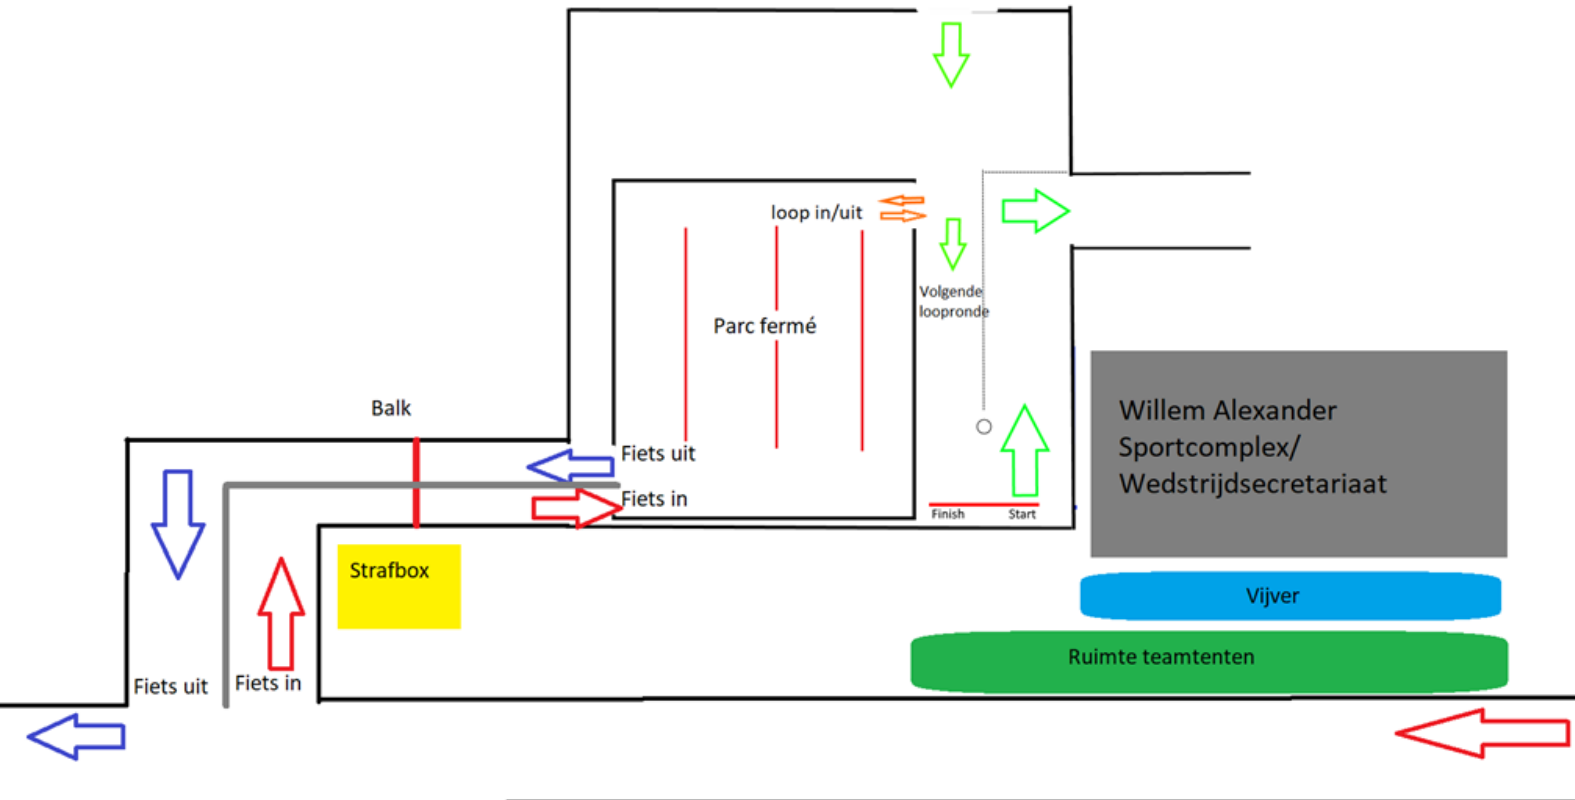 loop in/uit
Volgende
loopronde
Parc fermé
Balk
Fiets uit
Fiets in
Finish
Start
Willem Alexander
Sportcomplex/
Wedstrijdsecretariaat
Strafbox
Vijver
Ruimte teamtenten
Fiets uit
Fiets in